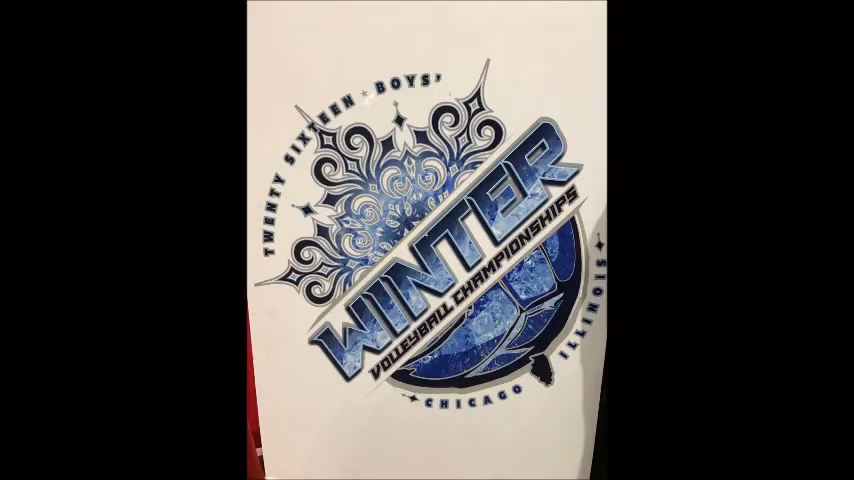 TWENTY SIXTEEN * BOYS'
WINTER
VOLLEYBALL CHAMPIONSHIPS
CHICAGO ILLINOIS